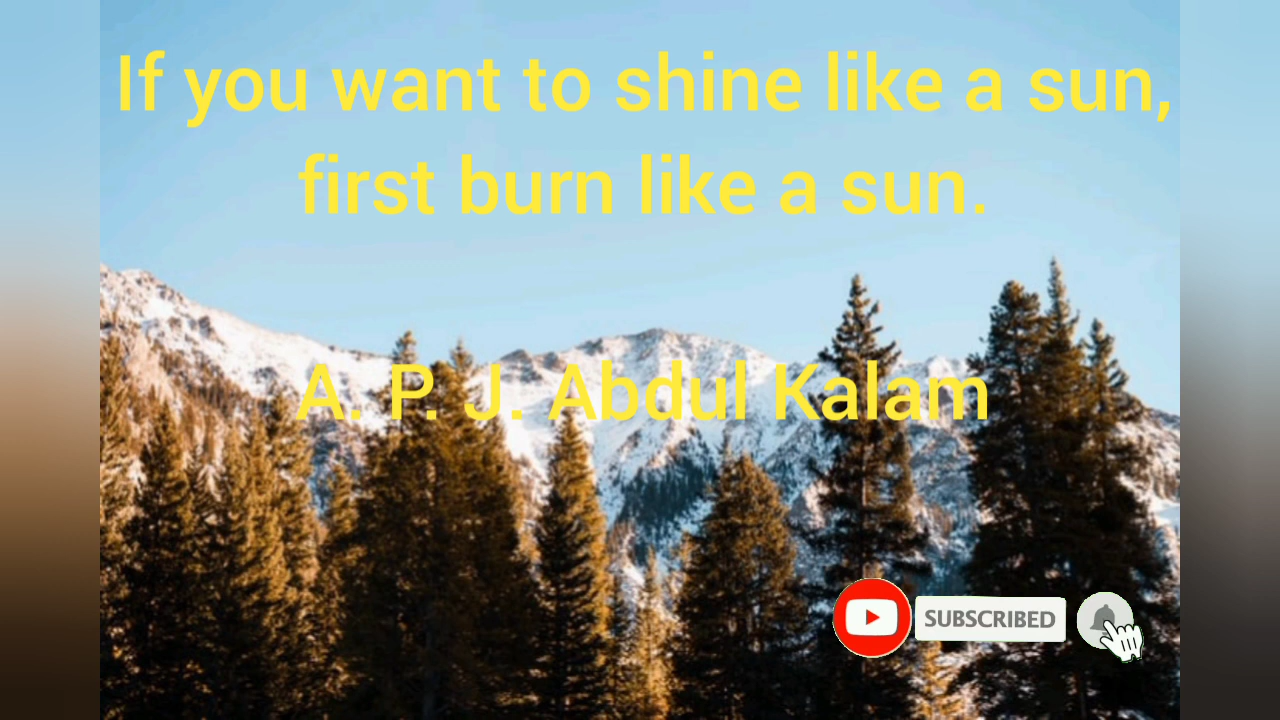 If you want to shine like a sun,
first burn like a sun.
A. P. J. Abdul Kalam
SUBSCRIBED